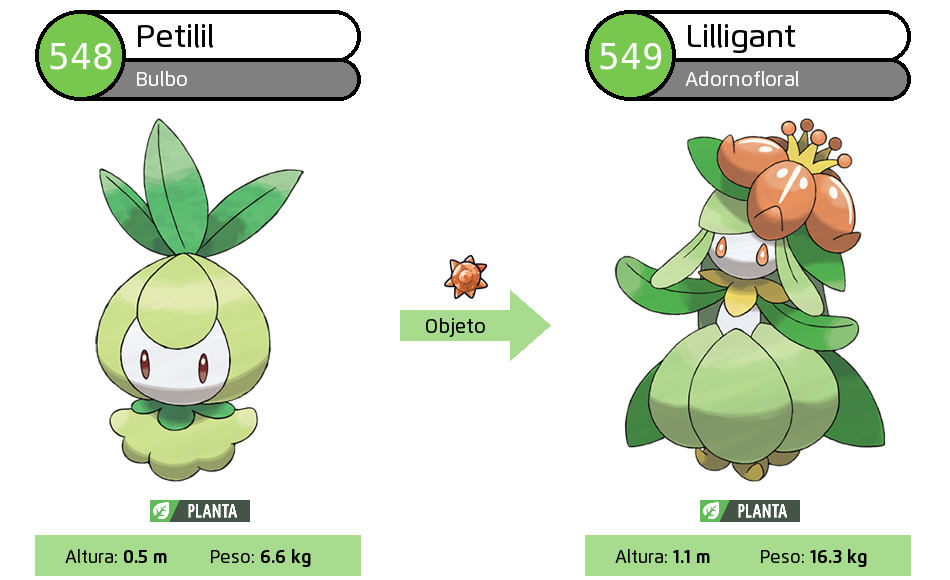 548
Petilil
Bulbo
549
Lilligant
Adornofloral
Objeto
PLANTA
PLANTA
Altura: 0.5 m Peso: 6.6 kg
Altura: 1.1 m Peso: 16.3 kg